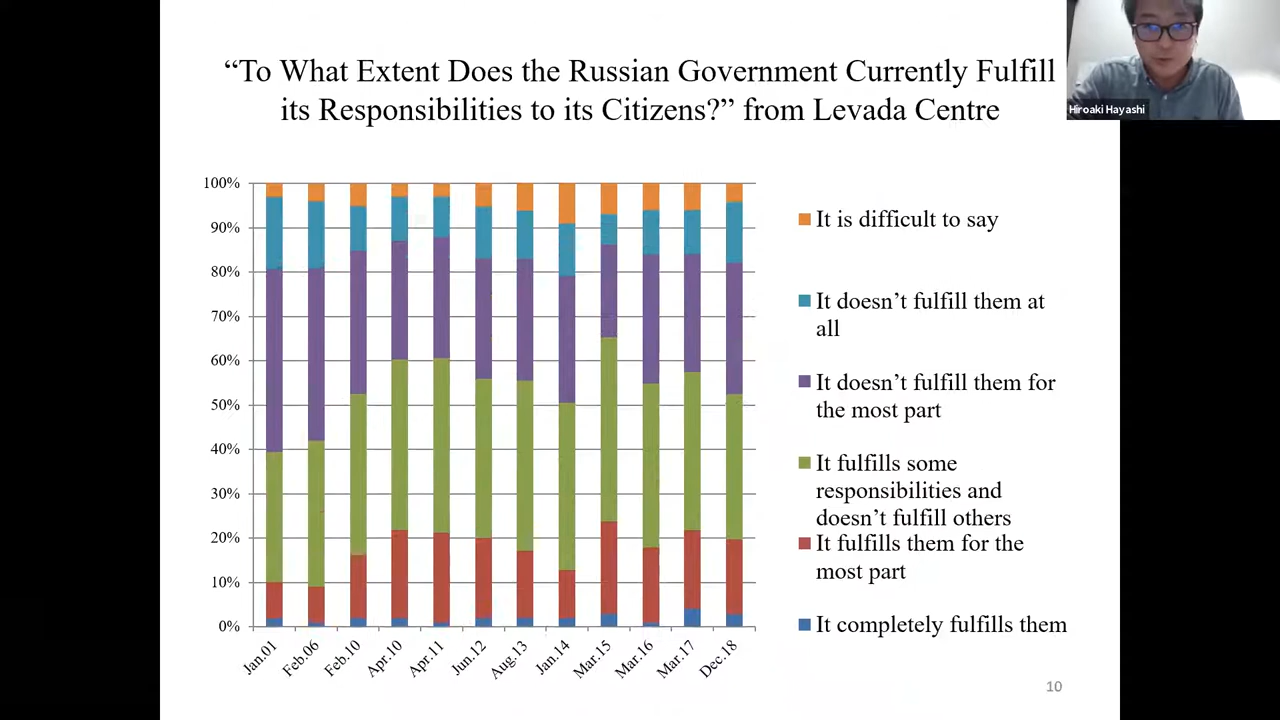 “To What Extent Does the Russian Government Currently Fulfill
its Responsibilities to its Citizens?” from Levada Centre
Hiroaki Hayashi
100%
90%
80%
70%
60%
50%
40%
30%
20%
10%
0%
Jan.01
Feb.06
Feb.10
Apr.10
Apr.11
Jun.12
Aug.13
Jan.14
Mar.15
Mar.16
Mar.17
Dec.18
It is difficult to say
It doesn’t fulfill them at
all
It doesn’t fulfill them for
the most part
It fulfills some
responsibilities and
doesn’t fulfill others
It fulfills them for the
most part
It completely fulfills them
10